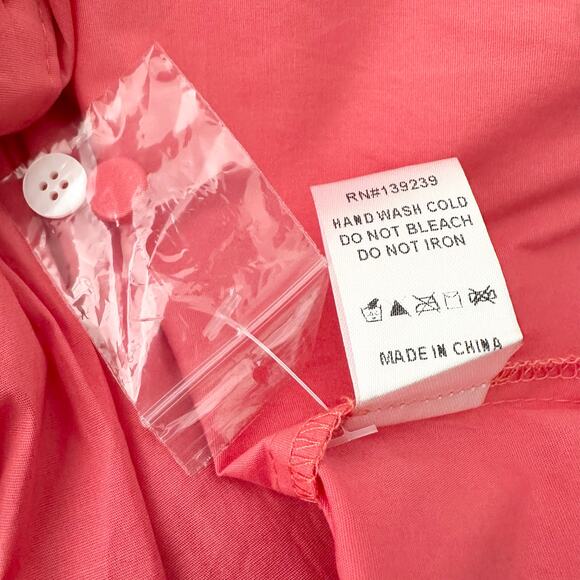 RN#139239
HAND WASH COLD
DO NOT BLEACH
DO NOT IRON
MADE IN CHINA